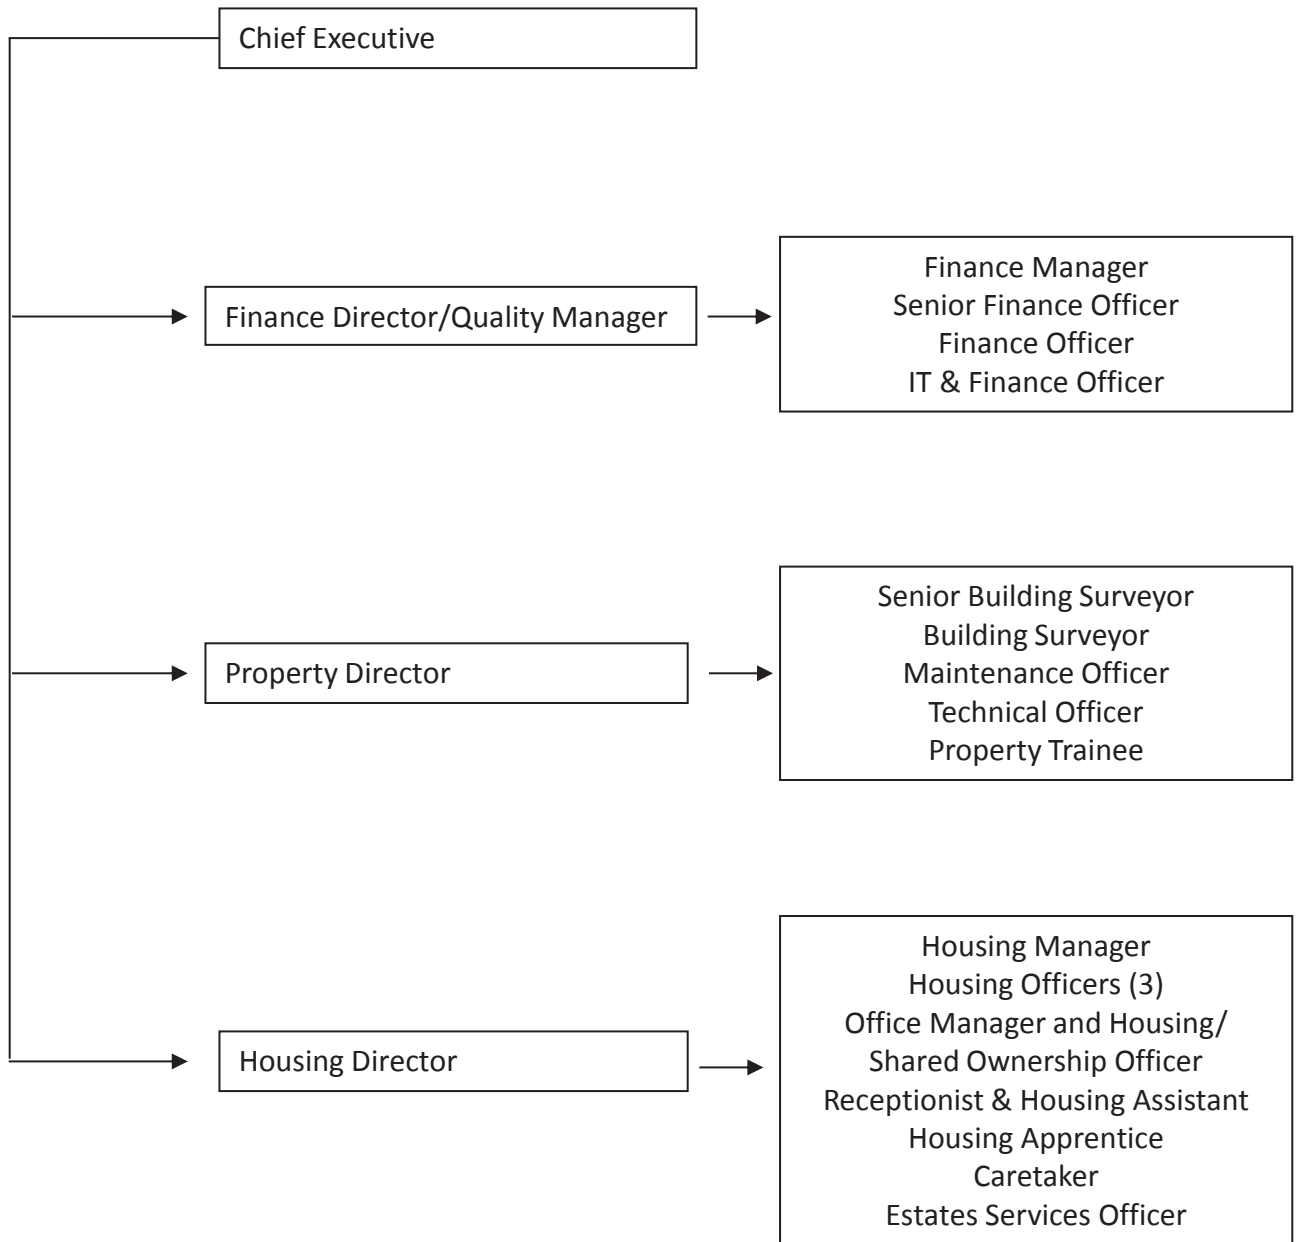 Chief Executive
Finance Director/Quality Manager
Finance Manager
Senior Finance Officer
Finance Officer
IT & Finance Officer
Property Director
Senior Building Surveyor
Building Surveyor
Maintenance Officer
Technical Officer
Property Trainee
Housing Director
Housing Manager
Housing Officers (3)
Office Manager and Housing/
Shared Ownership Officer
Receptionist & Housing Assistant
Housing Apprentice
Caretaker
Estates Services Officer